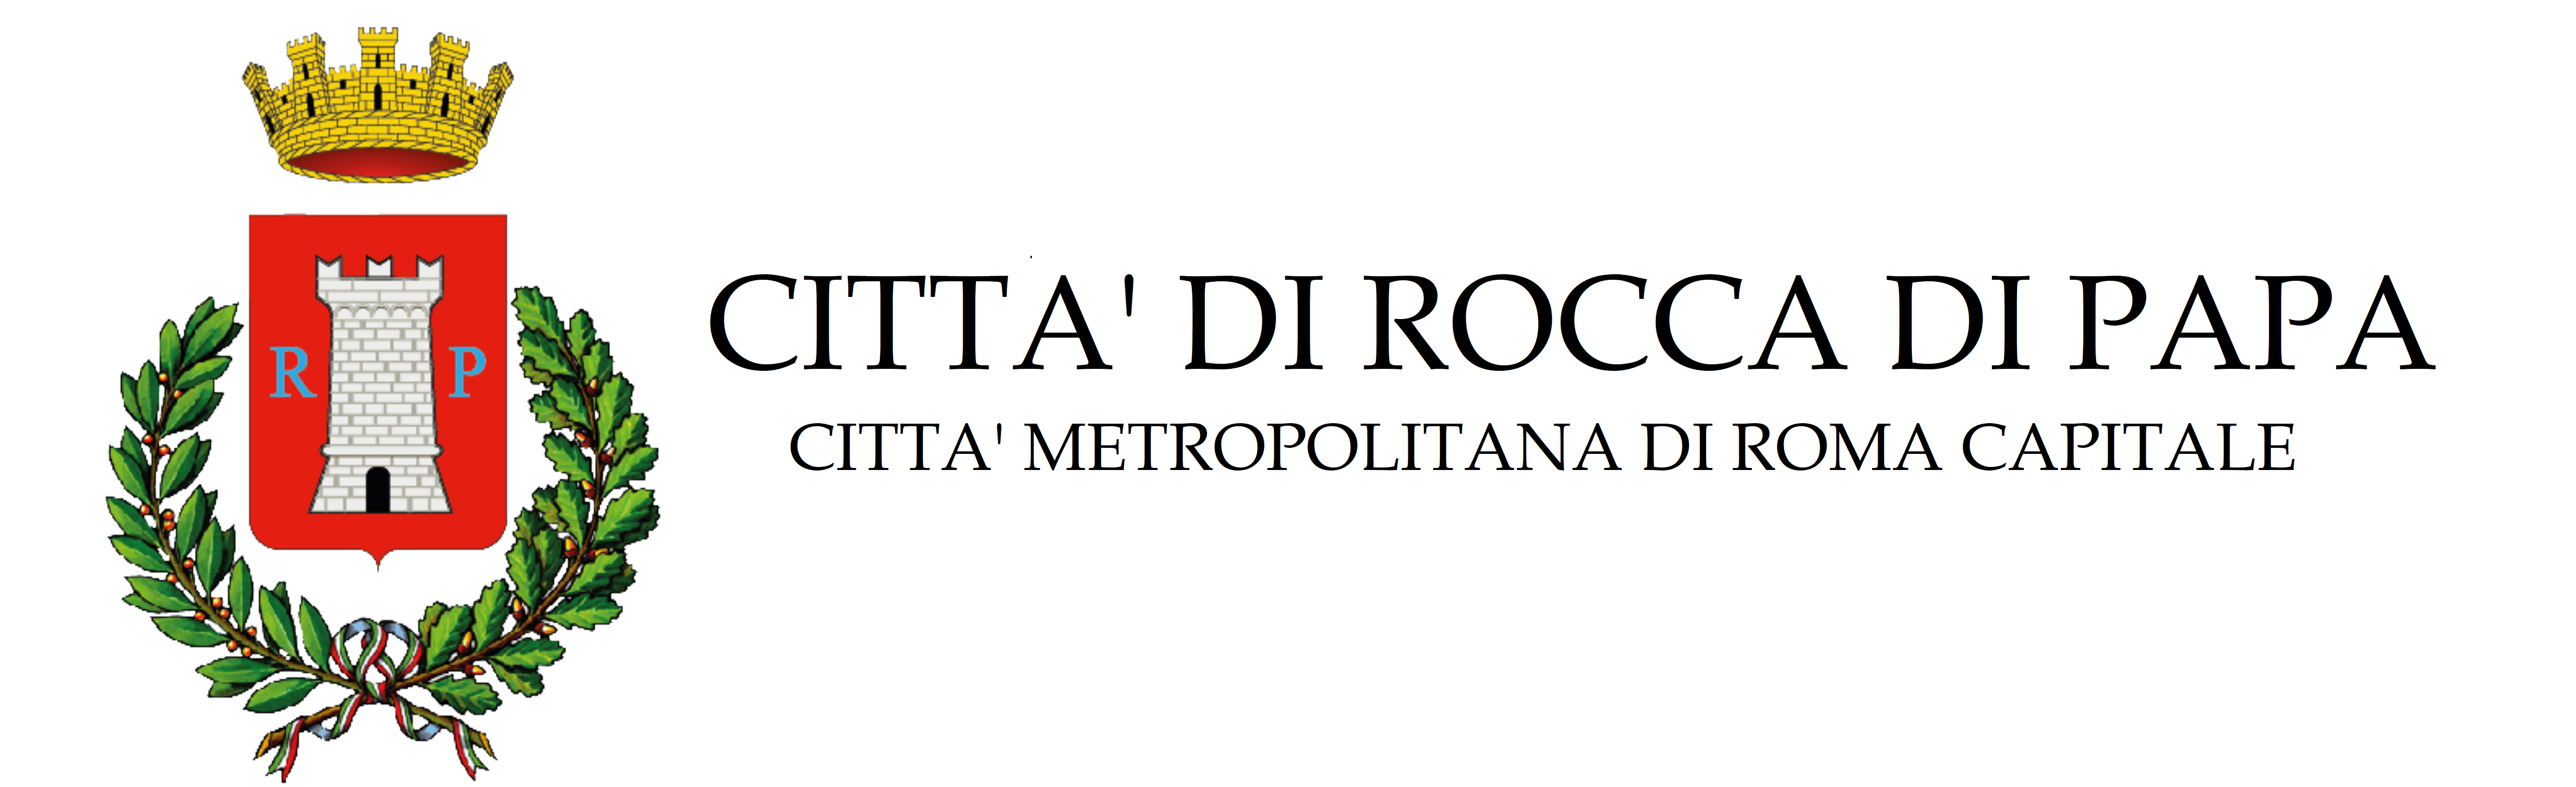 R P
CITTA' DI ROCCA DI PAPA
CITTA' METROPOLITANA DI ROMA CAPITALE